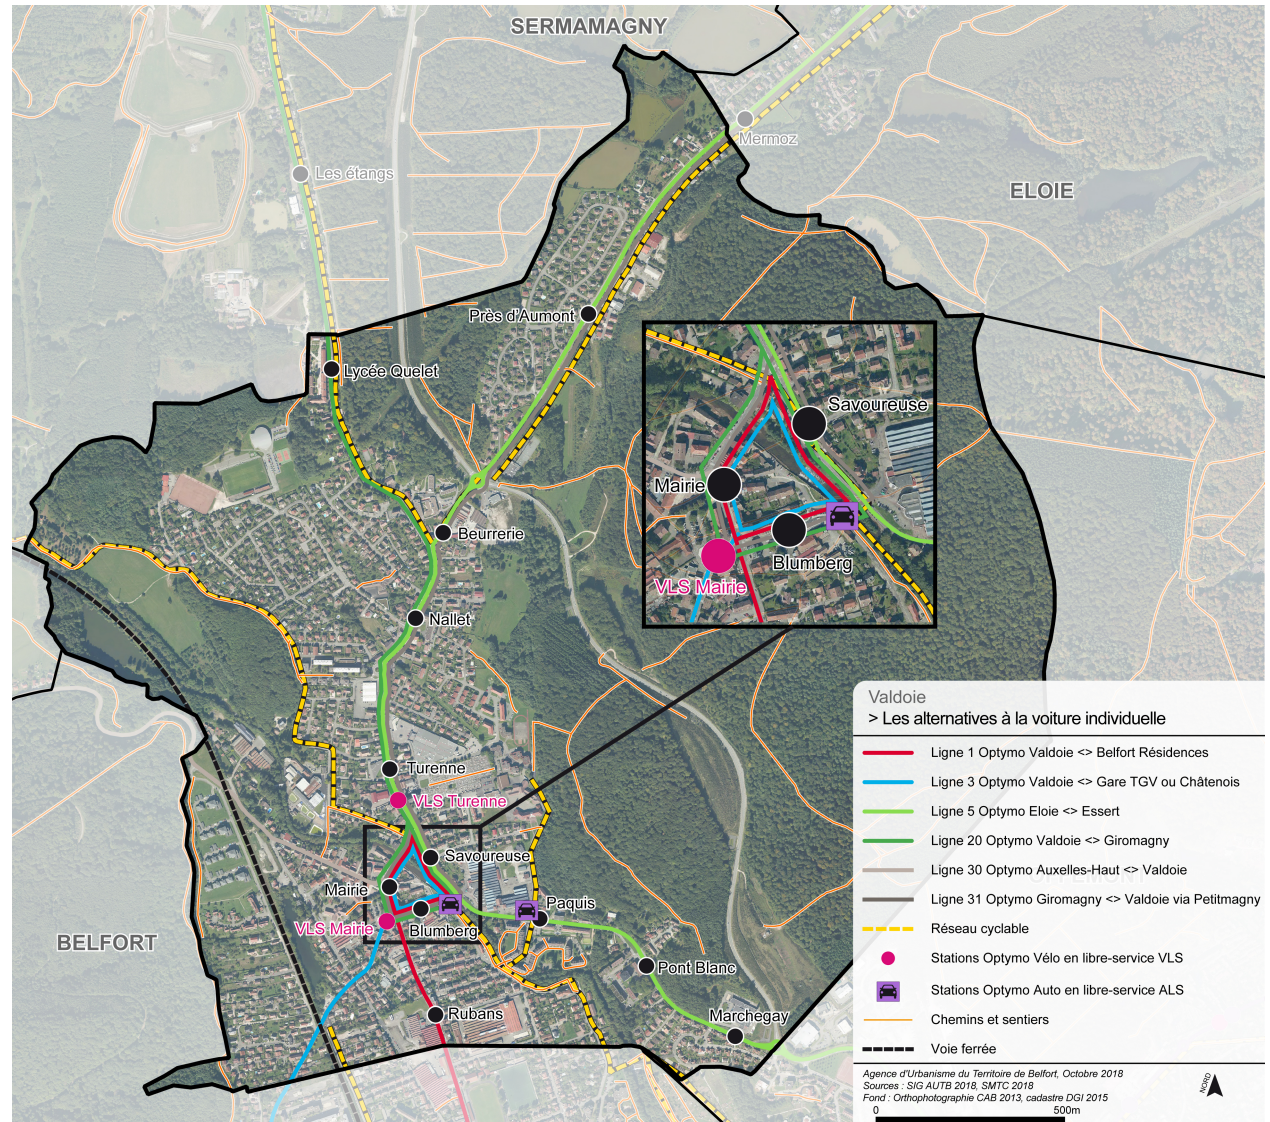 SERMAMAGNY
Mermoz
Les étangs
ELOIE
Près d'Aumont
Lycée Quelet
Savoureuse
Mairie
Blumberg
VLS Mairie
Beurrerie
Nallet
Turenne
VLS Turenne
Savoureuse
Mairie
Paquis
VLS Mairie
Blumberg
BELFORT
Pont Blanc
Rubans
Marchegay
Valdoie
> Les alternatives à la voiture individuelle
Ligne 1 Optymo Valdoie <> Belfort Résidences
Ligne 3 Optymo Valdoie <> Gare TGV ou Châtenois
Ligne 5 Optymo Eloie <> Essert
Ligne 20 Optymo Valdoie <> Giromagny
Ligne 30 Optymo Auxelles-Haut <> Valdoie
Ligne 31 Optymo Giromagny <> Valdoie via Petitmagny
Réseau cyclable
Stations Optymo Vélo en libre-service VLS
Stations Optymo Auto en libre-service ALS
Chemins et sentiers
Voie ferrée
Agence d'Urbanisme du Territoire de Belfort, Octobre 2018
Sources : SIG AUTB 2018, SMTC 2018
Fond : Orthophotographie CAB 2013, cadastre DGI 2015
NORD
0 500m